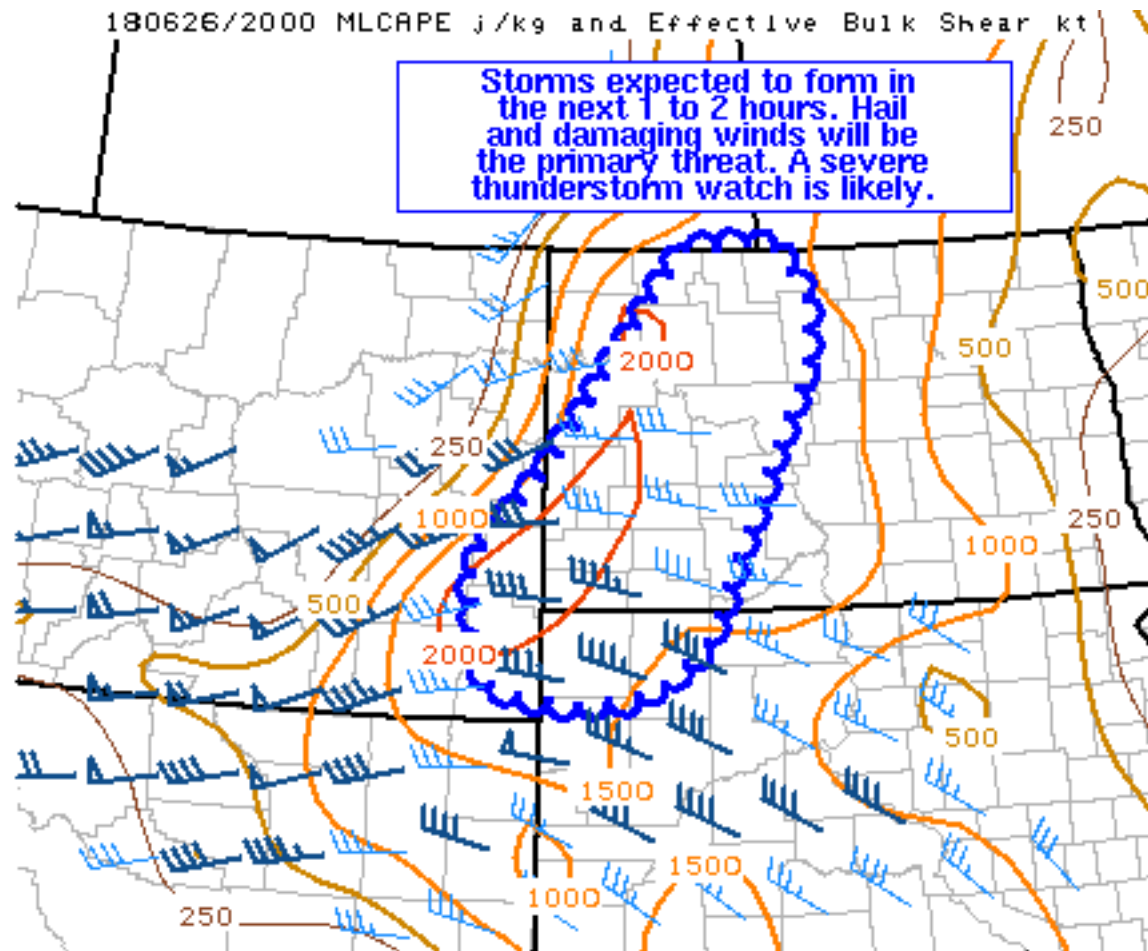 180626/2000 MLCAPE j/kg and Effective Bulk Shear kt
Storms expected to form in
the next 1 to 2 hours. Hail
and damaging winds will be
the primary threat. A severe
thunderstorm watch is likely.
250
500
500
2000
250
1000
250
1000
500
2000
500
1500
1500
1000
250